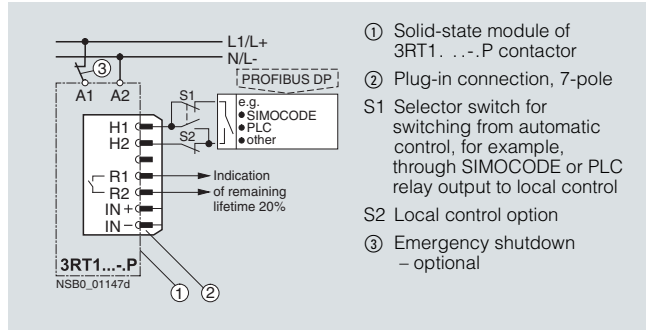 L1/L+
N/L-
③
PROFIBUS DP
A1 A2
S1
e.g.
● SIMOCODE
● PLC
● other
H1
H2
S2
R1
R2
IN +
IN −
Indication
of remaining
lifetime 20%
3RT1...-.P
NSB0_01147d
① ②
① Solid-state module of
3RT1. . ..-.P contactor
② Plug-in connection, 7-pole
S1 Selector switch for
switching from automatic
control, for example,
through SIMOCODE or PLC
relay output to local control
S2 Local control option
③ Emergency shutdown
– optional